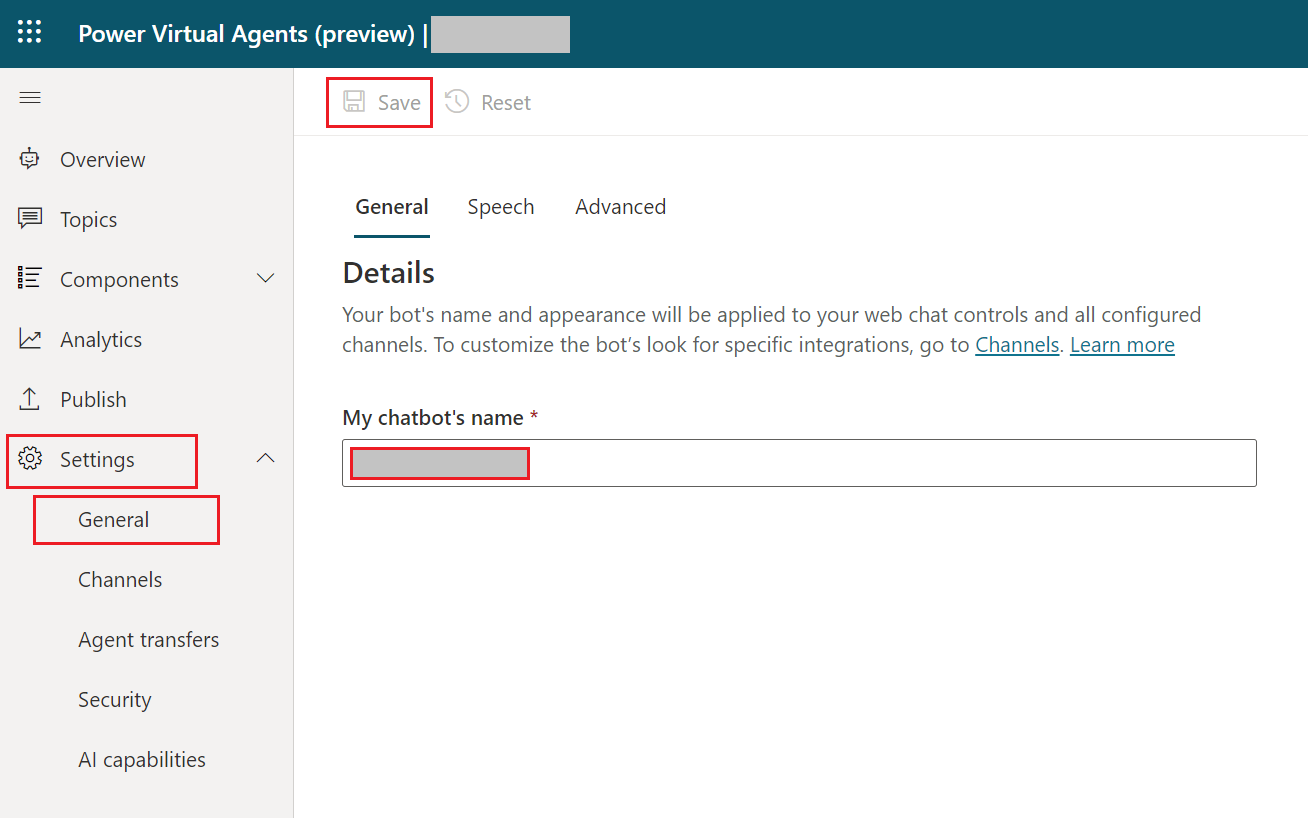 Power Virtual Agents (preview) |
Save
Reset
Overview
Topics
Components
Analytics
Publish
Settings
General
Channels
Agent transfers
Security
AI capabilities
General
Speech
Advanced
Details
Your bot's name and appearance will be applied to your web chat controls and all configured
channels. To customize the bot’s look for specific integrations, go to Channels. Learn more
My chatbot's name *